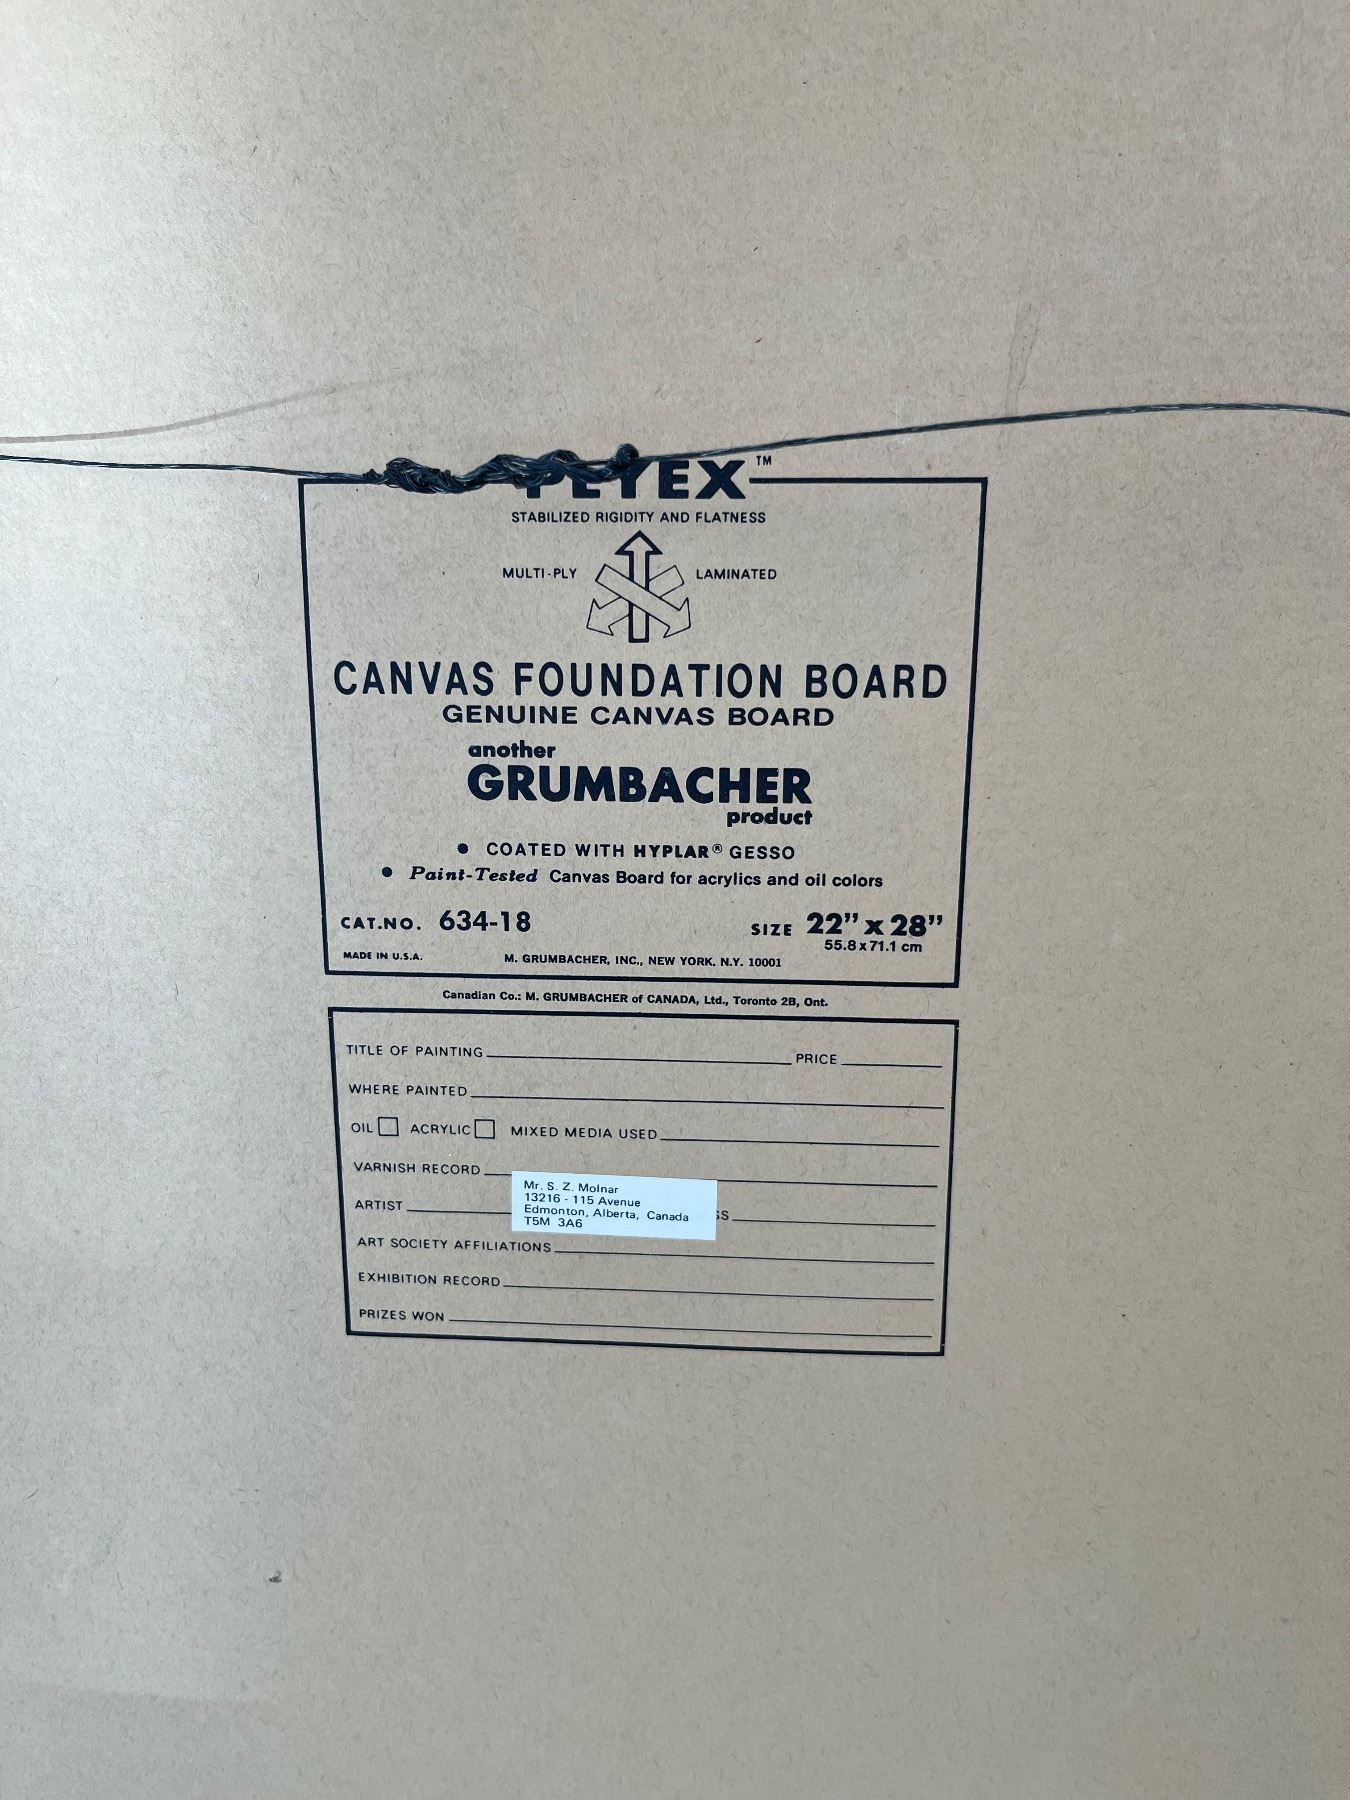 PLYEX™
STABILIZED RIGIDITY AND FLATNESS
MULTI-PLY LAMINATED
CANVAS FOUNDATION BOARD
GENUINE CANVAS BOARD
another
GRUMBACHER
product
● COATED WITH HYPLAR® GESSO
● Paint-Tested Canvas Board for acrylics and oil colors
CAT.NO. 634-18 SIZE 22" x 28"
55.8 x 71.1 cm
MADE IN U.S.A. M. GRUMBACHER, INC., NEW YORK, N.Y. 10001
Canadian Co.: M. GRUMBACHER of CANADA, Ltd., Toronto 2B, Ont.
TITLE OF PAINTING PRICE
WHERE PAINTED
OIL ACRYLIC MIXED MEDIA USED
VARNISH RECORD
Mr. S. Z. Molnar
13216 - 115 Avenue
Edmonton, Alberta, Canada
T5M 3A6
ARTIST
ART SOCIETY AFFILIATIONS
EXHIBITION RECORD
PRIZES WON